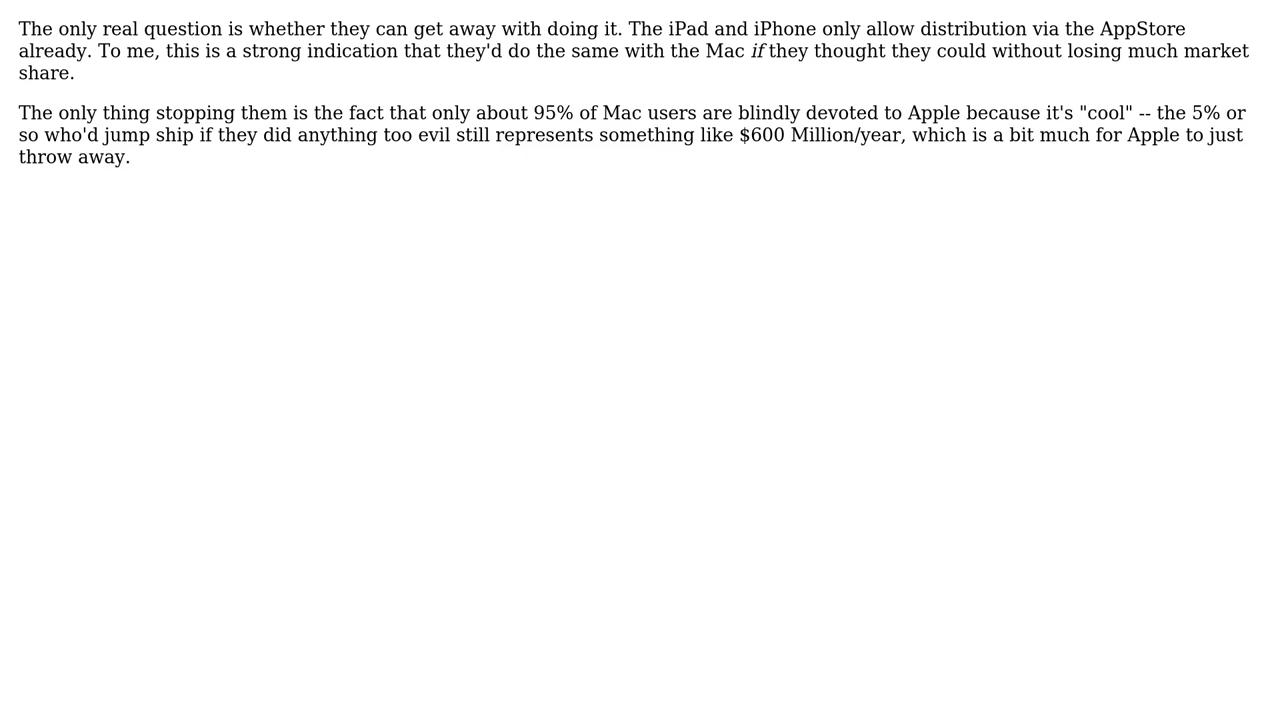 The only real question is whether they can get away with doing it. The iPad and iPhone only allow distribution via the AppStore
already. To me, this is a strong indication that they'd do the same with the Mac if they thought they could without losing much market
share.
The only thing stopping them is the fact that only about 95% of Mac users are blindly devoted to Apple because it's "cool" -- the 5% or
so who'd jump ship if they did anything too evil still represents something like $600 Million/year, which is a bit much for Apple to just
throw away.